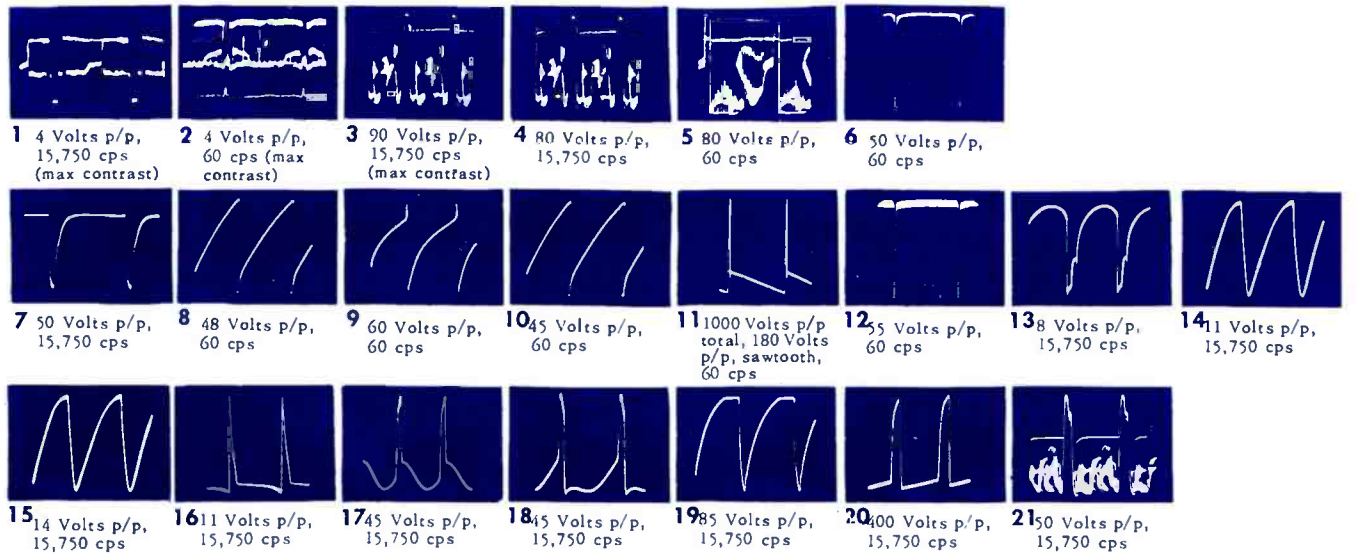 1 4 Volts p/p,
15,750 cps
(max contrast)
2 4 Volts p/p,
60 cps (max
contrast)
3 90 Volts p/p,
15,750 cps
(max contrast)
4 80 Volts p/p,
15,750 cps
5 80 Volts p/p,
60 cps
6 50 Volts p/p,
60 cps
7 50 Volts p/p,
15,750 cps
8 48 Volts p/p,
60 cps
9 60 Volts p/p,
60 cps
10 45 Volts p/p,
60 cps
11 1000 Volts p/p
total, 180 Volts
p/p, sawtooth,
60 cps
12 55 Volts p/p,
60 cps
13 8 Volts p/p,
15,750 cps
14 11 Volts p/p,
15,750 cps
15 14 Volts p/p,
15,750 cps
16 11 Volts p/p,
15,750 cps
17 45 Volts p/p,
15,750 cps
18 45 Volts p/p,
15,750 cps
19 85 Volts p/p,
15,750 cps
20 400 Volts p/p,
15,750 cps
21 50 Volts p/p,
15,750 cps